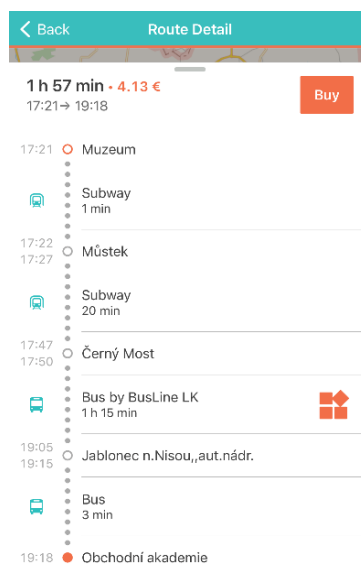 Back
Route Detail
1 h 57 min • 4.13 €
17:21→ 19:18
Buy
17:21 Muzeum
Subway
1 min
17:22
17:27
Můstek
Subway
20 min
17:47
17:50
Černý Most
Bus by BusLine LK
1 h 15 min
19:05
19:15
Jablonec n.Nisou,,aut.nádr.
Bus
3 min
19:18 Obchodní akademie